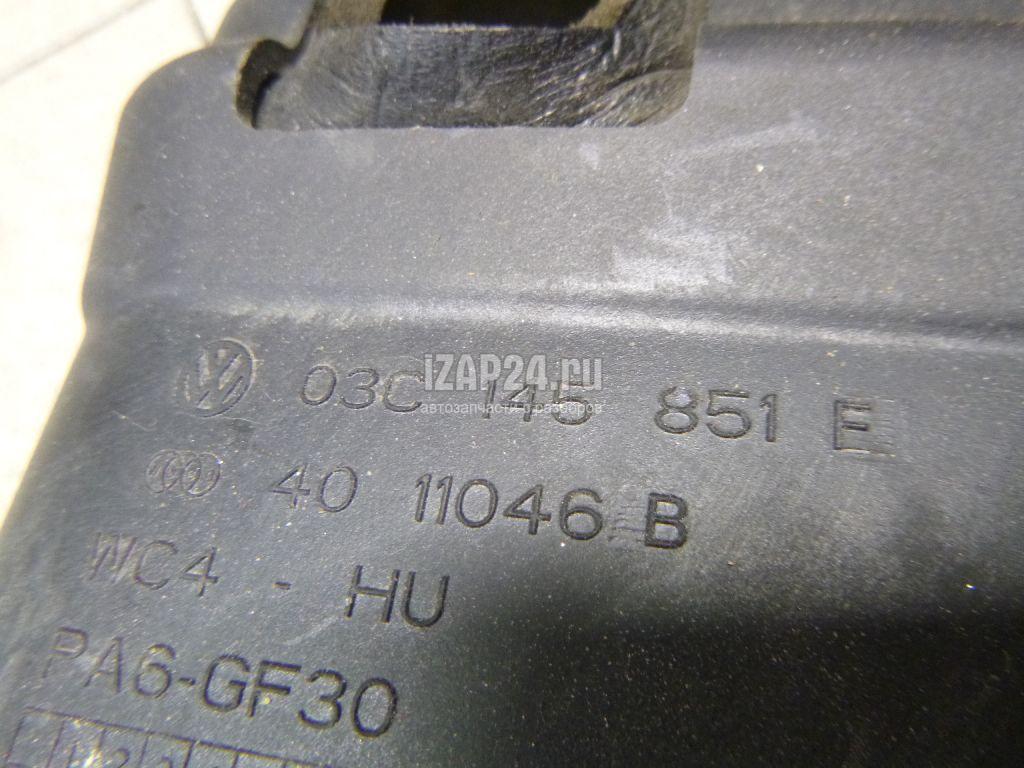 03C 145 851 E
iZAP24.ru
автозапчасти с разборов
40 11046 B
WC4 - HU
PA6-GF30